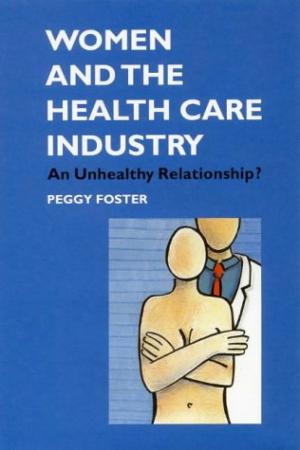 WOMEN
AND THE
HEALTH CARE
INDUSTRY
An Unhealthy Relationship?
PEGGY FOSTER